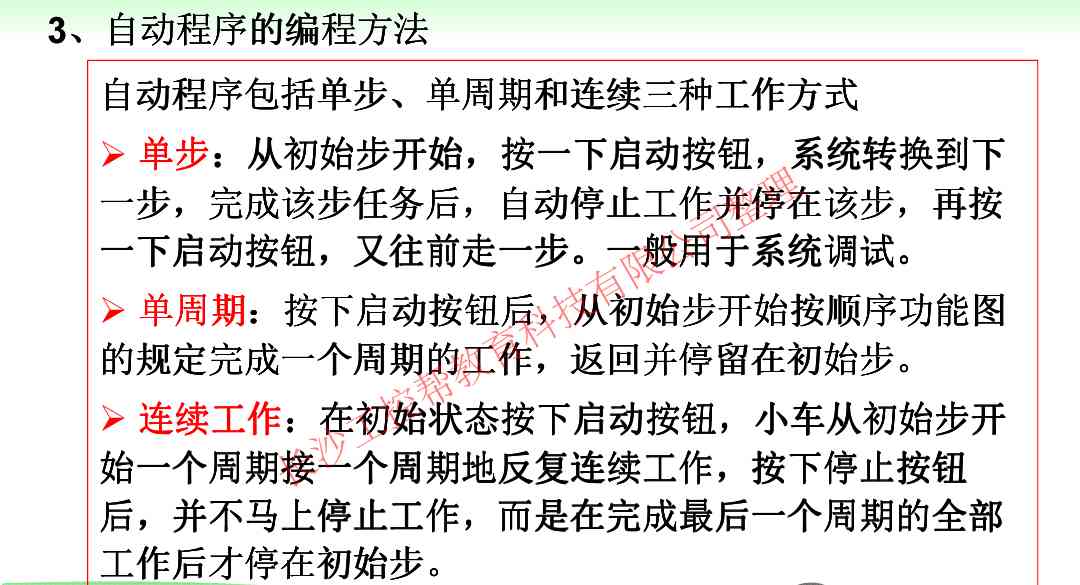 3、自动程序的编程方法
自动程序包括单步、单周期和连续三种工作方式
➢ 单步：从初始步开始，按一下启动按钮，系统转换到下
一步，完成该步任务后，自动停止工作并停在该步，再按
一下启动按钮，又往前走一步。一般用于系统调试。
➢ 单周期：按下启动按钮后，从初始步开始按顺序功能图
的规定完成一个周期的工作，返回并停留在初始步。
➢ 连续工作：在初始状态按下启动按钮，小车从初始步开
始一个周期接一个周期地反复连续工作，按下停止按钮
后，并不马上停止工作，而是在完成最后一个周期的全部
工作后才停在初始步。
长沙工控帮教育科技有限公司整理